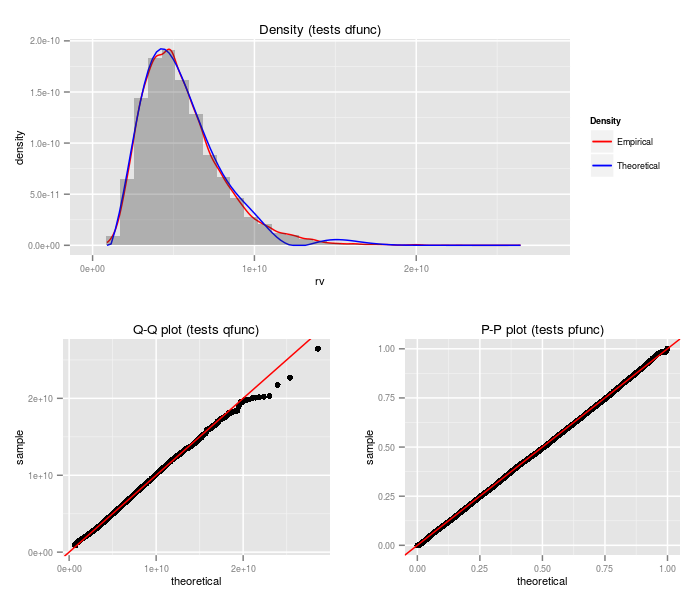 Density (tests dfunc)
density
2.0e-10
1.5e-10
1.0e-10
5.0e-11
0.0e+00
0e+00
1e+10
2e+10
rv
Density
Empirical
Theoretical
Q-Q plot (tests qfunc)
sample
2e+10
1e+10
0e+00
0e+00
1e+10
2e+10
theoretical
P-P plot (tests pfunc)
sample
1.00
0.75
0.50
0.25
0.00
0.00
0.25
0.50
0.75
1.00
theoretical